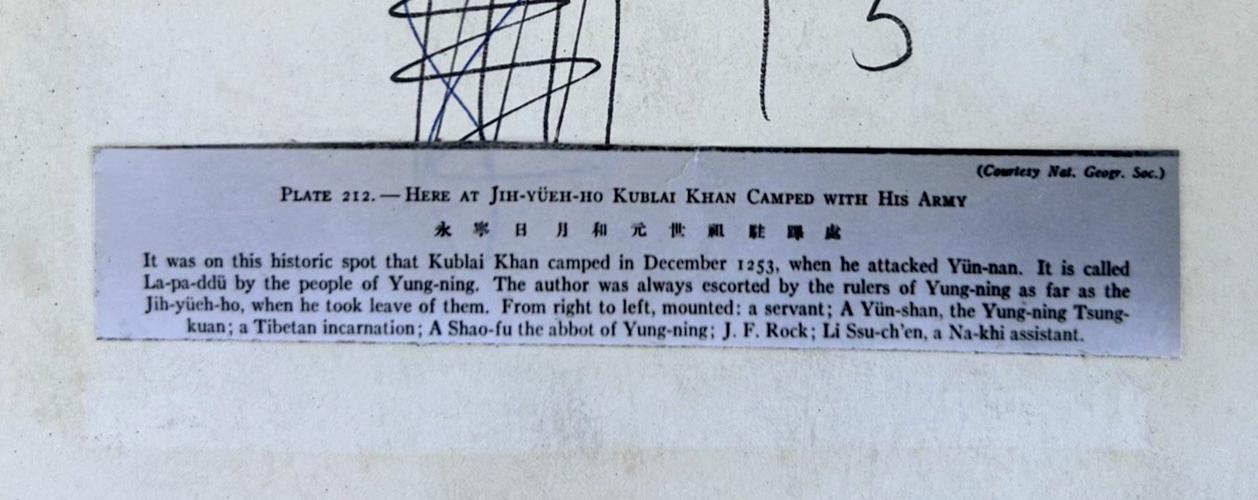 5
(Courtesy Nat. Geogr. Soc.)
PLATE 212.—HERE AT JIH-YÜEH-HO KUBLAI KHAN CAMPED WITH HIS ARMY
永寧日月和元世祖駐蹕處
It was on this historic spot that Kublai Khan camped in December 1253, when he attacked Yün-nan. It is called
La-pa-ddü by the people of Yung-ning. The author was always escorted by the rulers of Yung-ning as far as the
Jih-yüeh-ho, when he took leave of them. From right to left, mounted: a servant; A Yün-shan, the Yung-ning Tsung-
kuan; a Tibetan incarnation; A Shao-fu the abbot of Yung-ning; J. F. Rock; Li Ssu-ch'en, a Na-khi assistant.